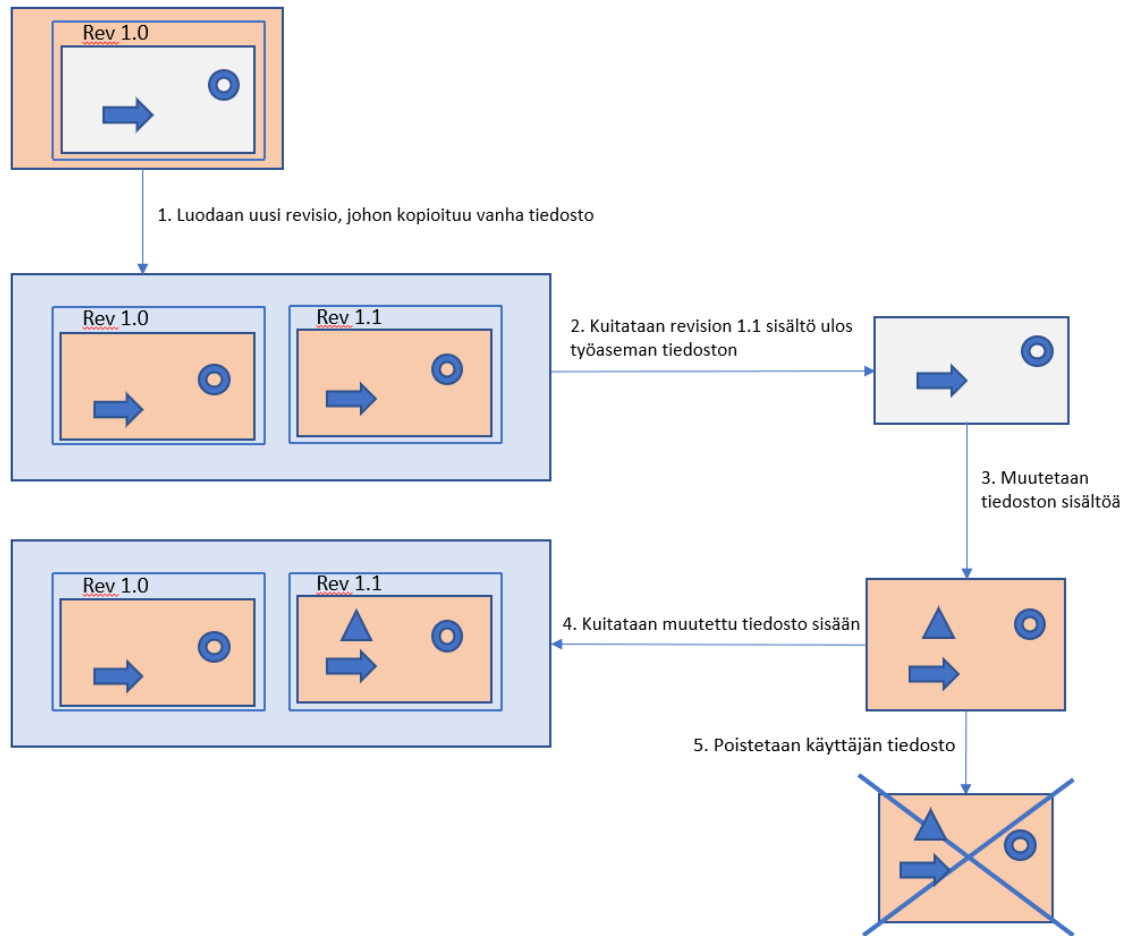 Rev 1.0
1. Luodaan uusi revisio, johon kopioituu vanha tiedosto
Rev 1.0
Rev 1.1
2. Kuitataan revision 1.1 sisältö ulos
työaseman tiedoston
3. Muutetaan
tiedoston sisältöä
Rev 1.0
Rev 1.1
4. Kuitataan muutettu tiedosto sisään
5. Poistetaan käyttäjän tiedosto